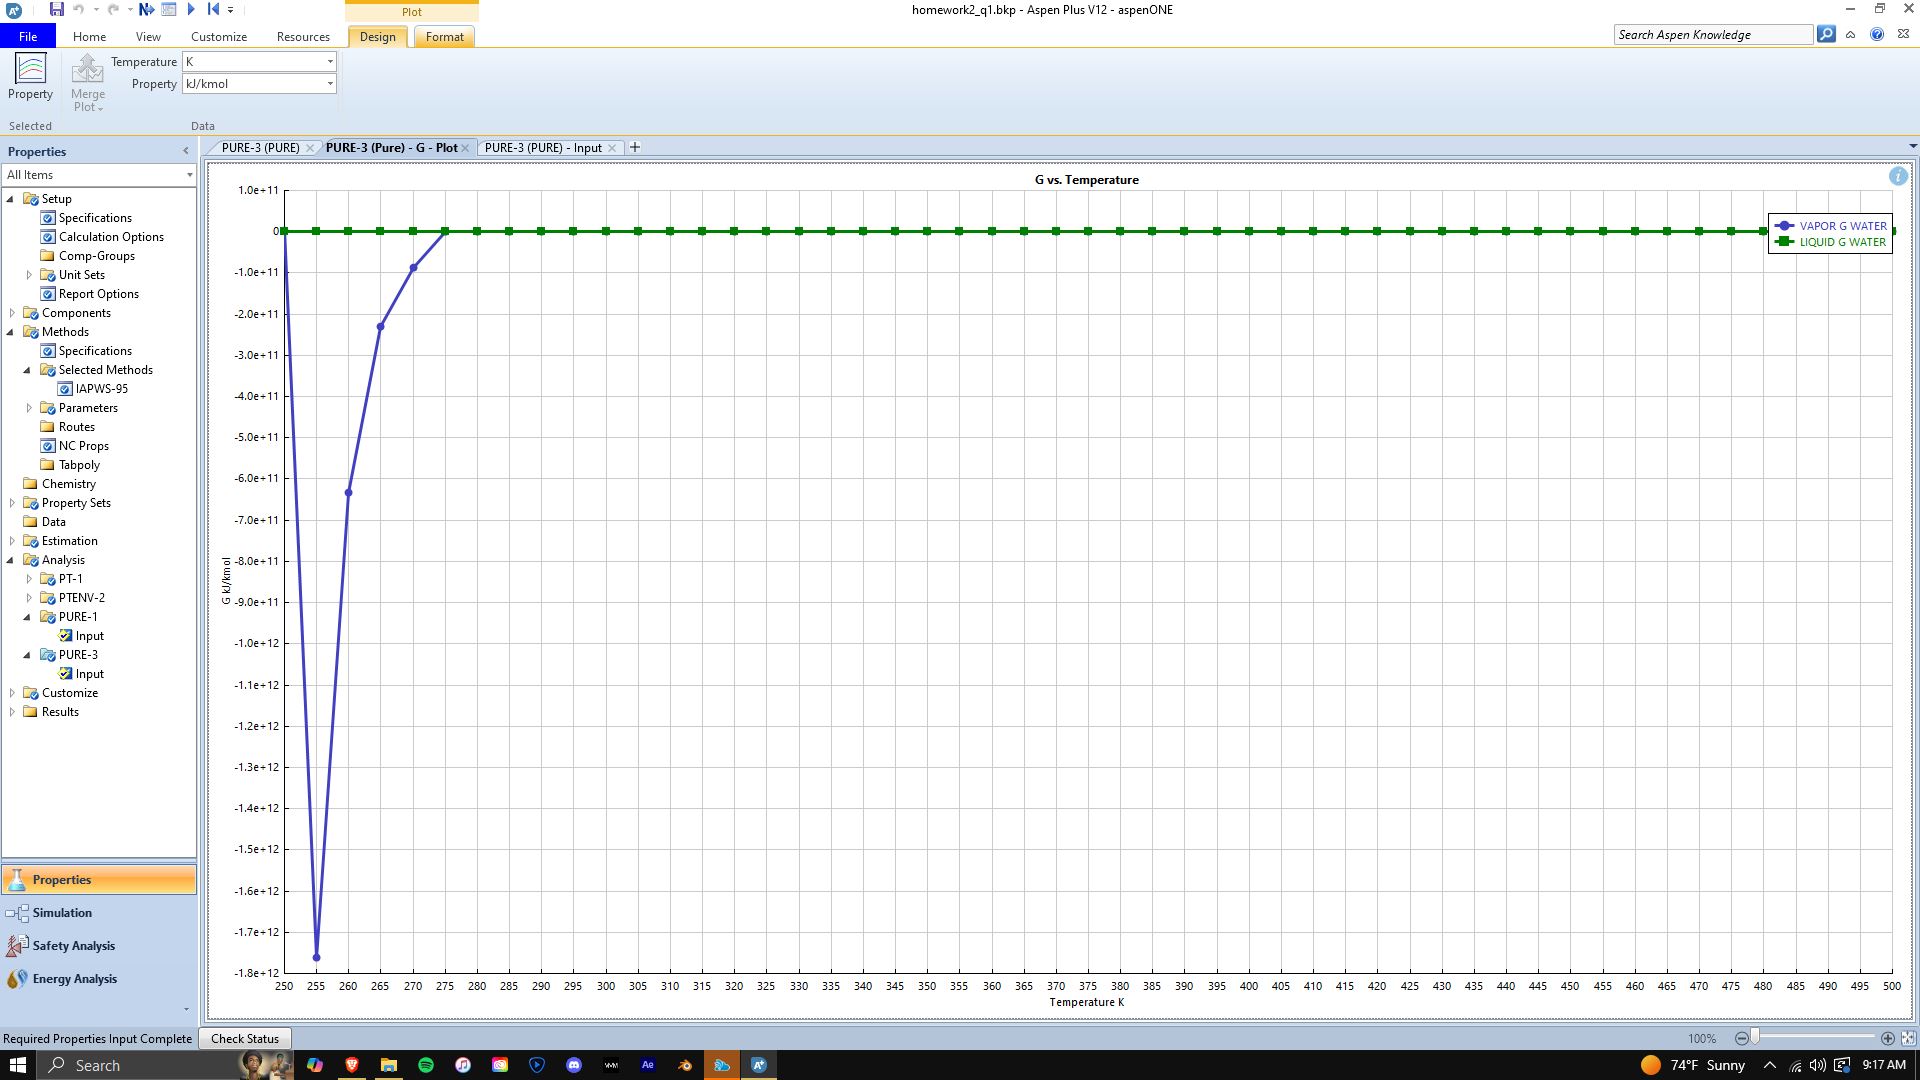 homework2_q1.bkp - Aspen Plus V12 - aspenONE
Plot
File Home View Customize Resources Design Format
Search Aspen Knowledge
Temperature K
Property kJ/kmol
Property
Merge
Plot
Selected
Data
Properties
All Items
Setup
Specifications
Calculation Options
Comp-Groups
Unit Sets
Report Options
Components
Methods
Specifications
Selected Methods
IAPWS-95
Parameters
Routes
NC Props
Tabpoly
Chemistry
Property Sets
Data
Estimation
Analysis
PT-1
PTENV-2
PURE-1
Input
PURE-3
Input
Customize
Results
Properties
Simulation
Safety Analysis
Energy Analysis
PURE-3 (PURE) PURE-3 (Pure) - G - Plot PURE-3 (PURE) - Input
G vs. Temperature
VAPOR G WATER
LIQUID G WATER
1.0e+11
0
-1.0e+11
-2.0e+11
-3.0e+11
-4.0e+11
-5.0e+11
-6.0e+11
-7.0e+11
-8.0e+11
-9.0e+11
-1.0e+12
-1.1e+12
-1.2e+12
-1.3e+12
-1.4e+12
-1.5e+12
-1.6e+12
-1.7e+12
-1.8e+12
G kJ/kmol
250 255 260 265 270 275 280 285 290 295 300 305 310 315 320 325 330 335 340 345 350 355 360 365 370 375 380 385 390 395 400 405 410 415 420 425 430 435 440 445 450 455 460 465 470 475 480 485 490 495 500
Temperature K
Required Properties Input Complete Check Status
100%
Search
Ae
74°F Sunny
9:17 AM